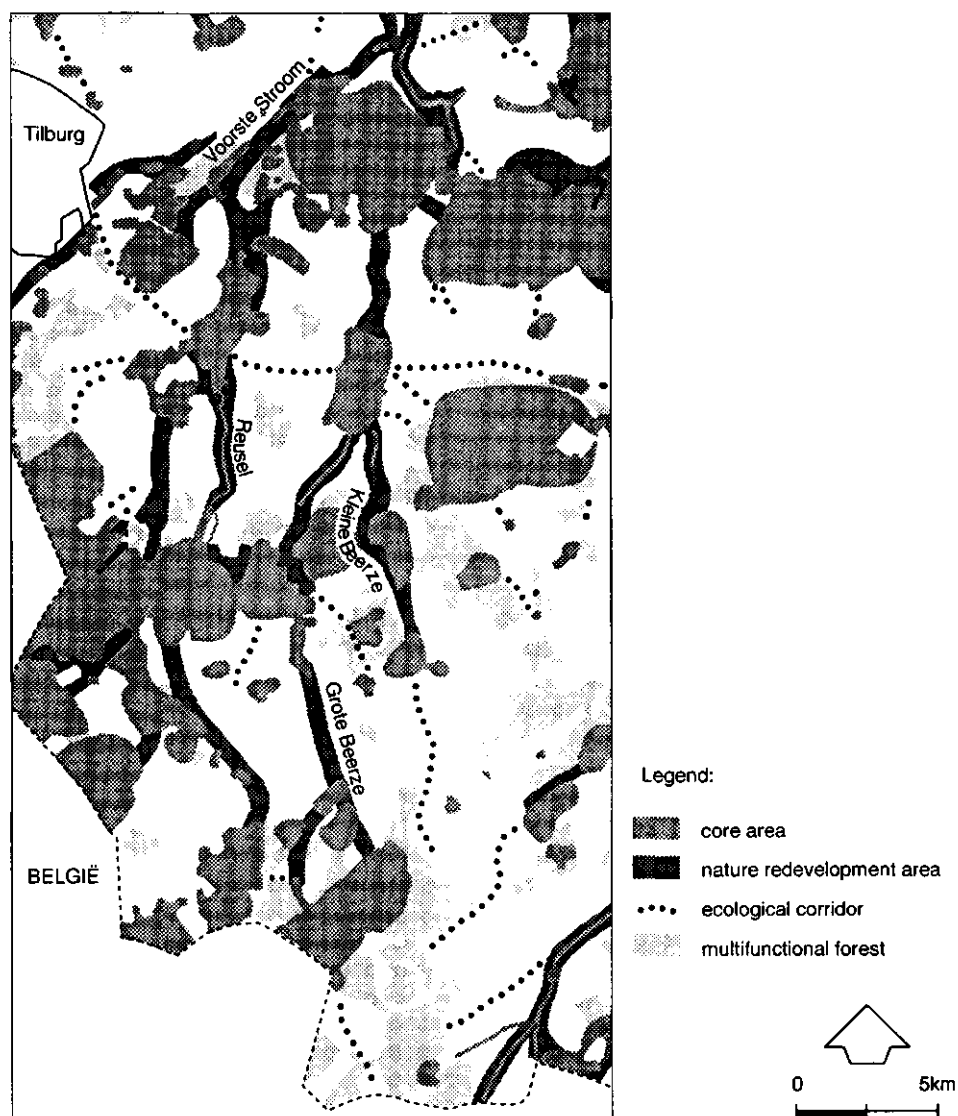 Tilburg
Voorste Stroom
Reusel
Kleine Beerze
Grote Beerze
BELGIË
Legend:
core area
nature redevelopment area
ecological corridor
multifunctional forest
0 5km